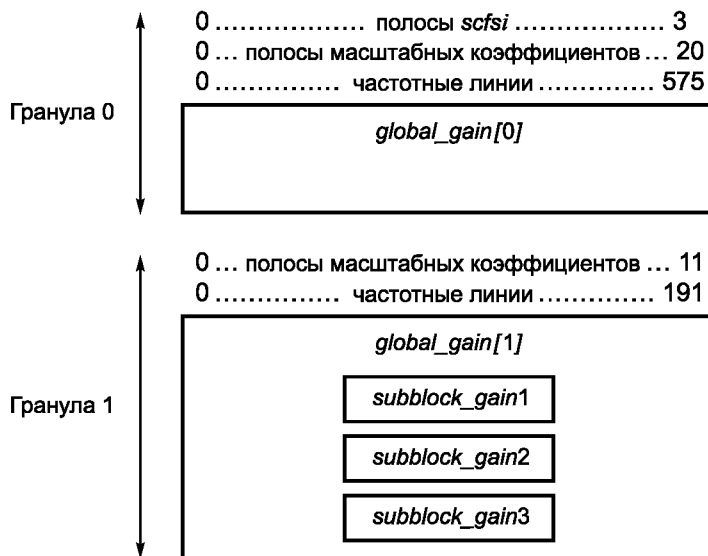 0 ........................ полосы scfsi ..................... 3
0 ... полосы масштабных коэффициентов ... 20
0 ..................... частотные линии .............. 575
Гранула 0
global_gain[0]
0 ... полосы масштабных коэффициентов ... 11
0 ............... частотные линии ................. 191
global_gain[1]
subblock_gain1
Гранула 1
subblock_gain2
subblock_gain3